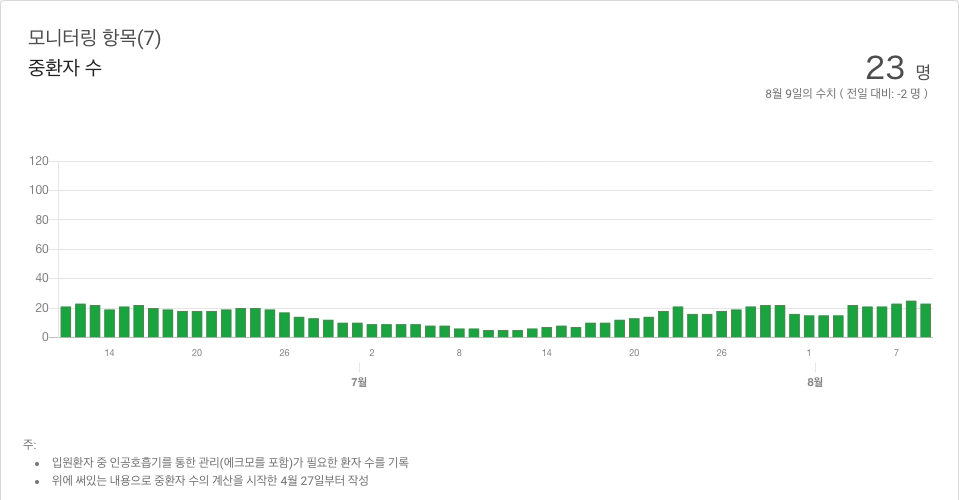 모니터링 항목(7)
중환자 수
23 명
8월 9일의 수치 ( 전일 대비: -2 명 )
120
100
80
60
40
20
0
14 20 26 2 8 14 20 26 1 7
7월 8월
주:
• 입원환자 중 인공호흡기를 통한 관리(에크모를 포함)가 필요한 환자 수를 기록
• 위에 써있는 내용으로 중환자 수의 계산을 시작한 4월 27일부터 작성